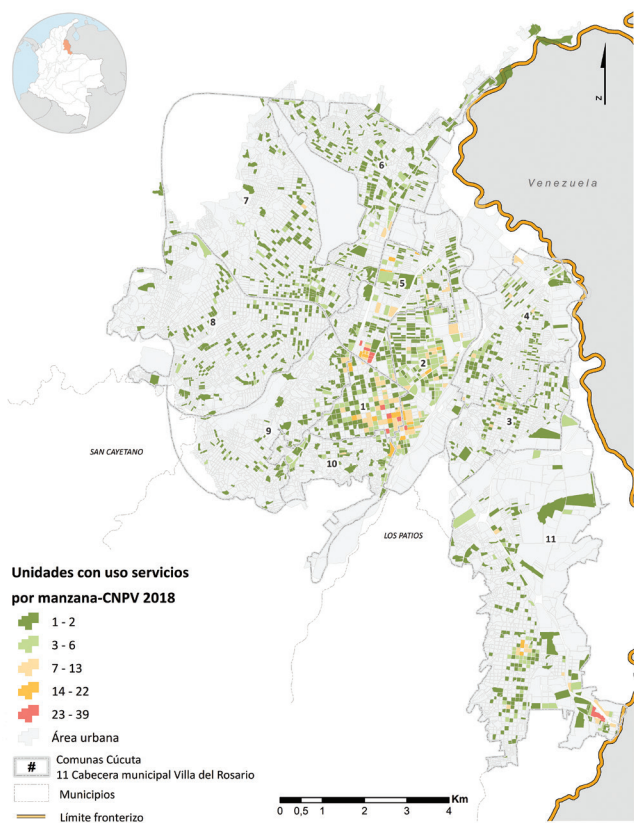 z
Venezuela
6
7
5
4
8
2
1
3
9
10
SAN CAYETANO
LOS PATIOS
11
Unidades con uso servicios
por manzana-CNPV 2018
1 - 2
3 - 6
7 - 13
14 - 22
23 - 39
Área urbana
# Comunas Cúcuta
11 Cabecera municipal Villa del Rosario
Municipios
Límite fronterizo
Km
0 0,5 1 2 3 4